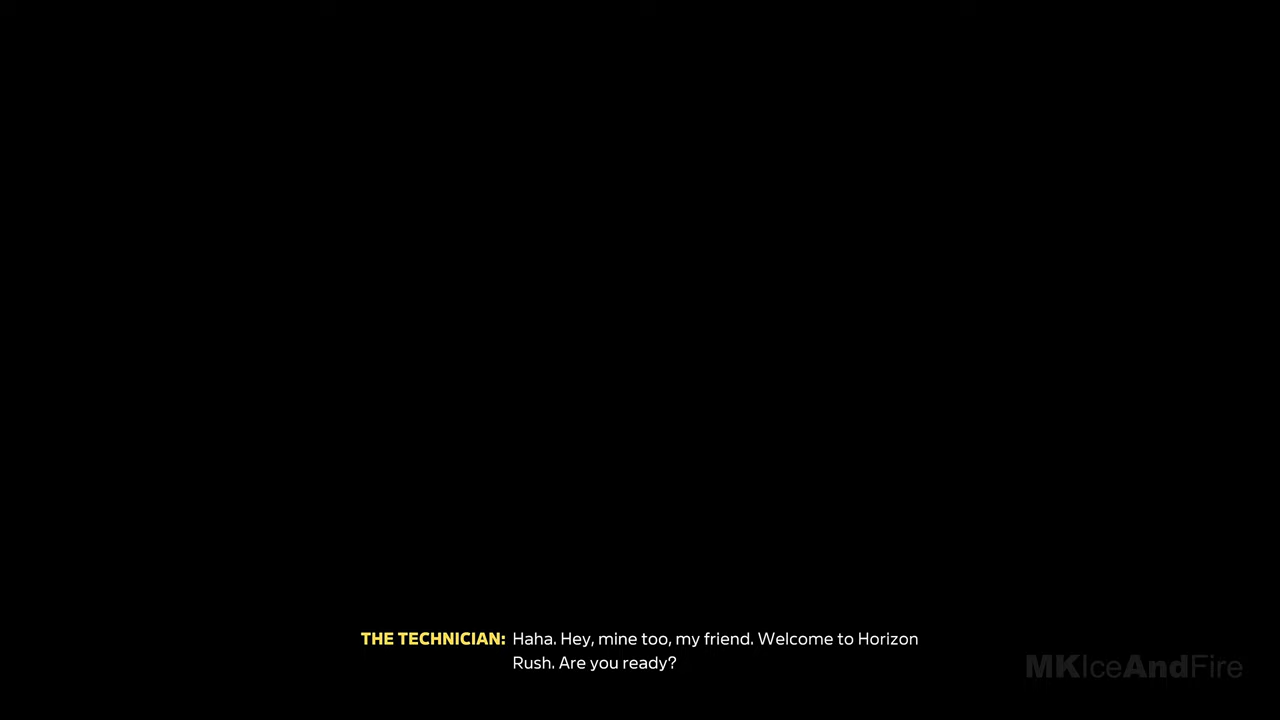 THE TECHNICIAN: Haha. Hey, mine too, my friend. Welcome to Horizon
Rush. Are you ready?
MKIceAndFire